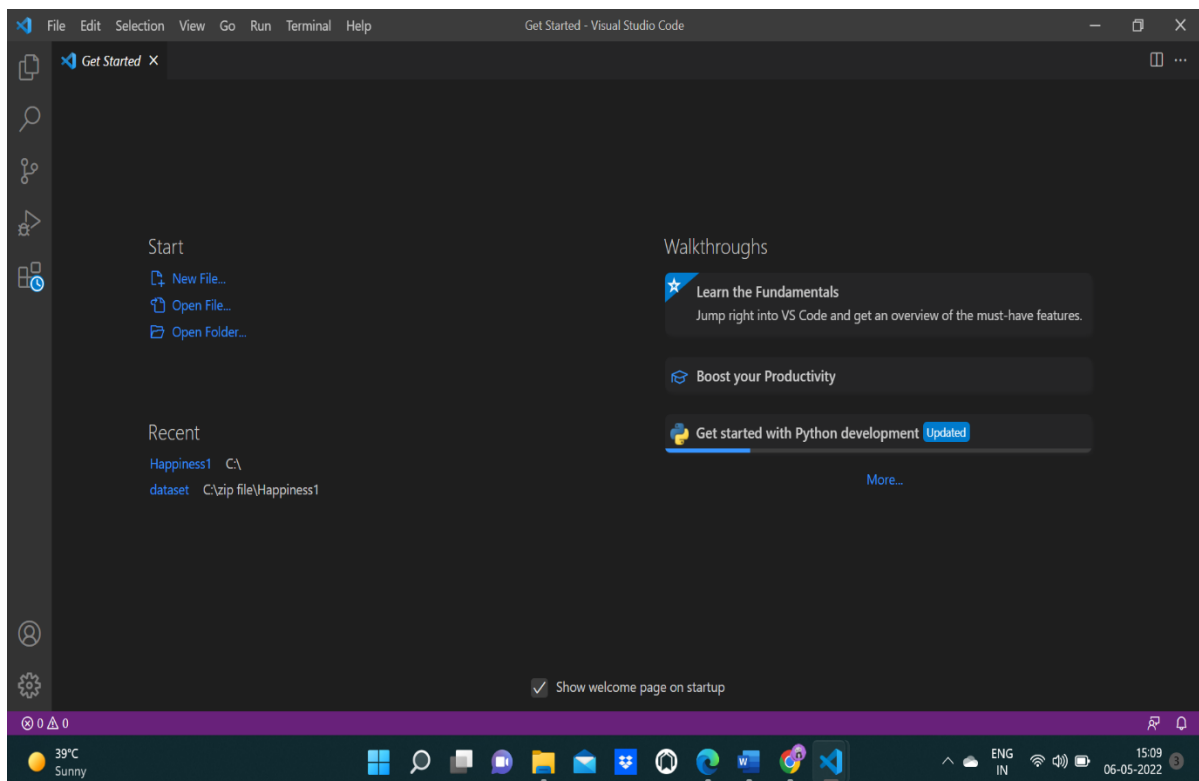 File Edit Selection View Go Run Terminal Help
Get Started - Visual Studio Code
Get Started
Start
New File...
Open File...
Open Folder...
Recent
Happiness1 C:\
dataset C:\zip file\Happiness1
Walkthroughs
Learn the Fundamentals
Jump right into VS Code and get an overview of the must-have features.
Boost your Productivity
Get started with Python development Updated
More...
Show welcome page on startup
0 0
39°C
Sunny
ENG
IN
15:09
06-05-2022
3